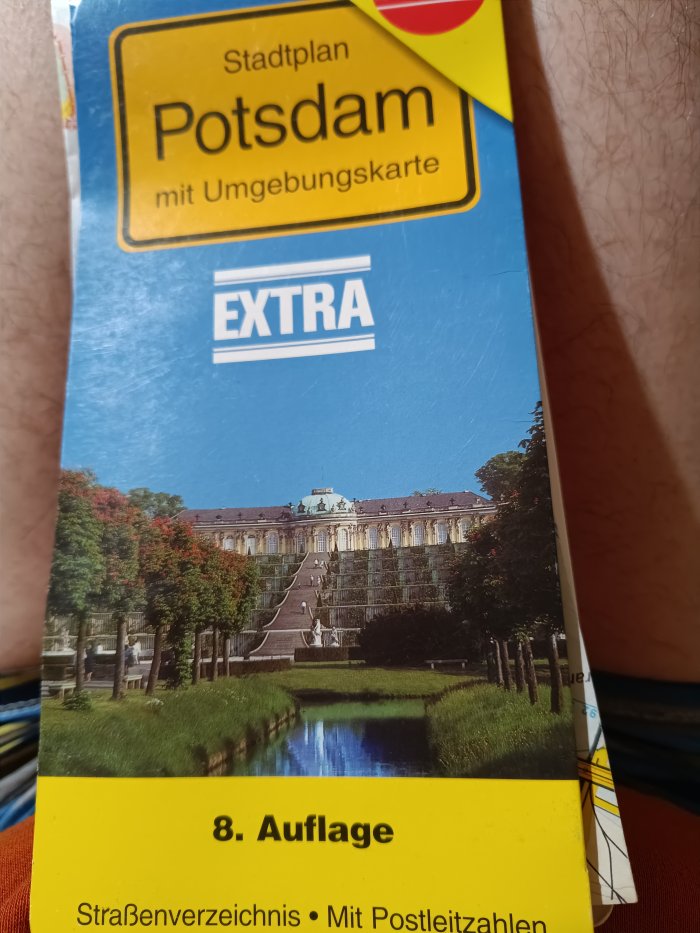 Stadtplan
Potsdam
mit Umgebungskarte
EXTRA
8. Auflage
Straßenverzeichnis • Mit Postleitzahlen